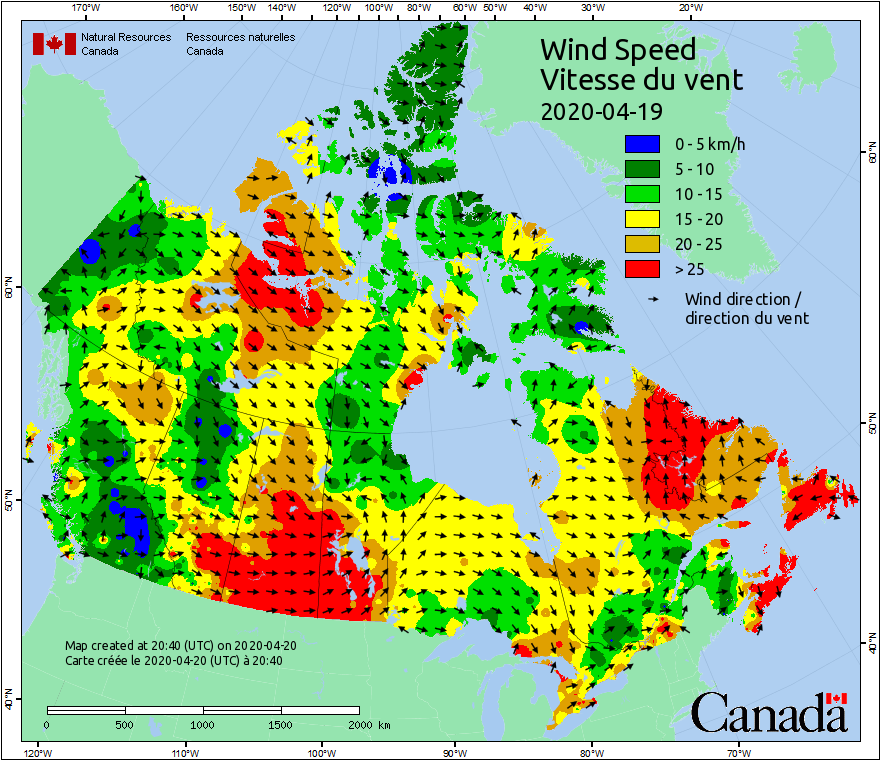 170°W 160°W 150°W 140°W 130°W 120°W 110°W 100°W 90°W 80°W 70°W 60°W 50°W 40°W 30°W 20°W
Natural Resources Canada
Ressources naturelles Canada
Wind Speed
Vitesse du vent
2020-04-19
0 - 5 km/h
5 - 10
10 - 15
15 - 20
20 - 25
> 25
Wind direction /
direction du vent
60°N
50°N
40°N
60°N
50°N
40°N
Map created at 20:40 (UTC) on 2020-04-20
Carte créée le 2020-04-20 (UTC) à 20:40
0 500 1000 1500 2000 km
Canada
120°W 110°W 100°W 90°W 80°W 70°W